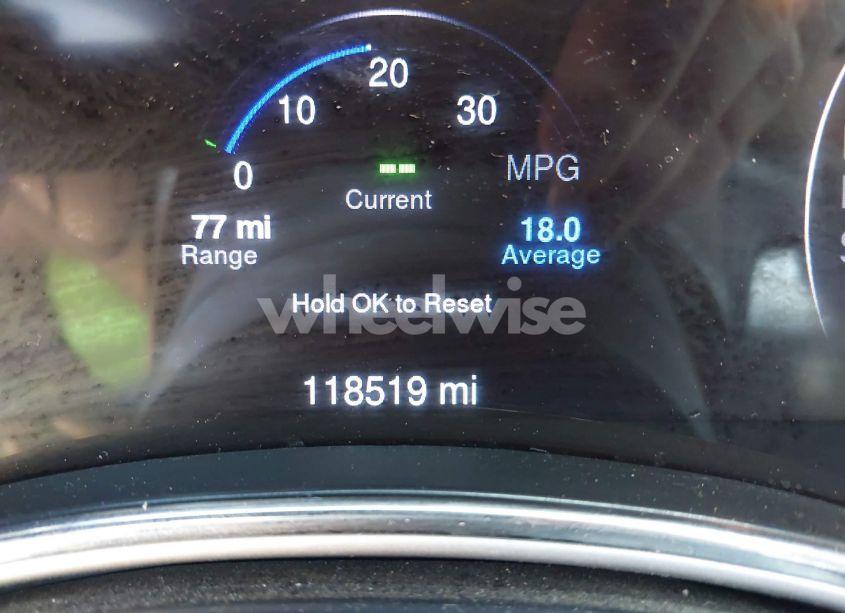 20
10
30
0
MPG
Current
77 mi
18.0
Range
Average
wheelwise
Hold OK to Reset
118519 mi